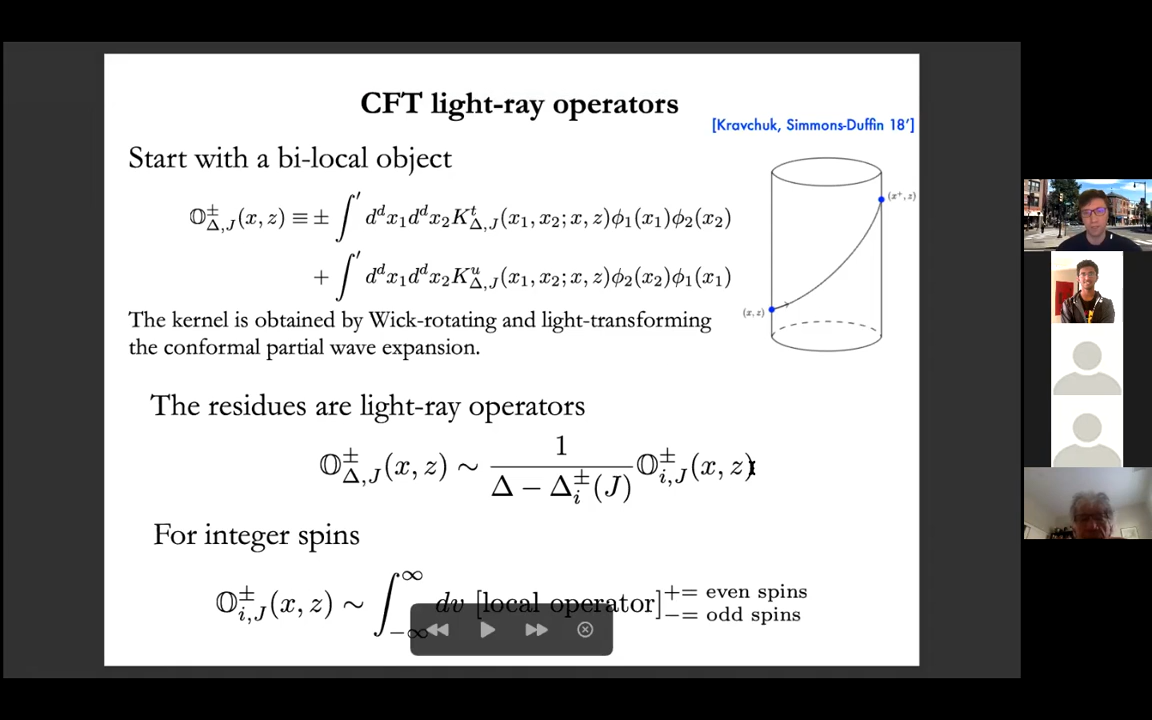 CFT light-ray operators
[Kravchuk, Simmons-Duffin 18']
Start with a bi-local object
𝕆^±_{Δ,J}(x, z) ≡ ± ∫′ d^d x_1 d^d x_2 K^t_{Δ,J}(x_1, x_2; x, z)ϕ_1(x_1)ϕ_2(x_2)
+ ∫′ d^d x_1 d^d x_2 K^u_{Δ,J}(x_1, x_2; x, z)ϕ_2(x_2)ϕ_1(x_1)
(x⁺, z)
(x, z)
The kernel is obtained by Wick-rotating and light-transforming
the conformal partial wave expansion.
The residues are light-ray operators
𝕆^±_{Δ,J}(x, z) ∼ 1 / (Δ − Δ^±_i(J)) 𝕆^±_{i,J}(x, z)
For integer spins
𝕆^±_{i,J}(x, z) ∼ ∫_{−∞}^{∞} dv [local operator] += even spins
−= odd spins